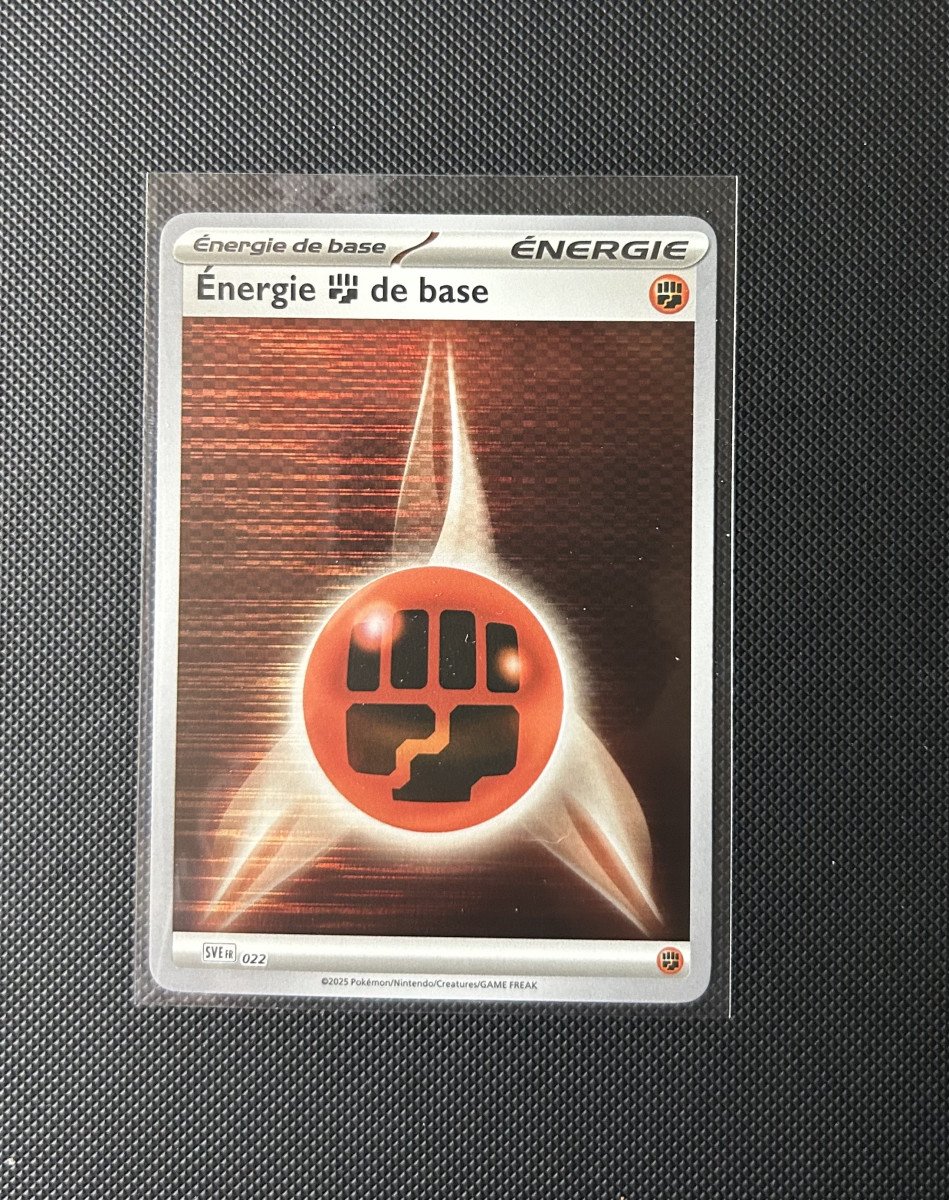 Énergie de base ÉNERGIE
Énergie de base
SVE FR 022
©2025 Pokémon/Nintendo/Creatures/GAME FREAK